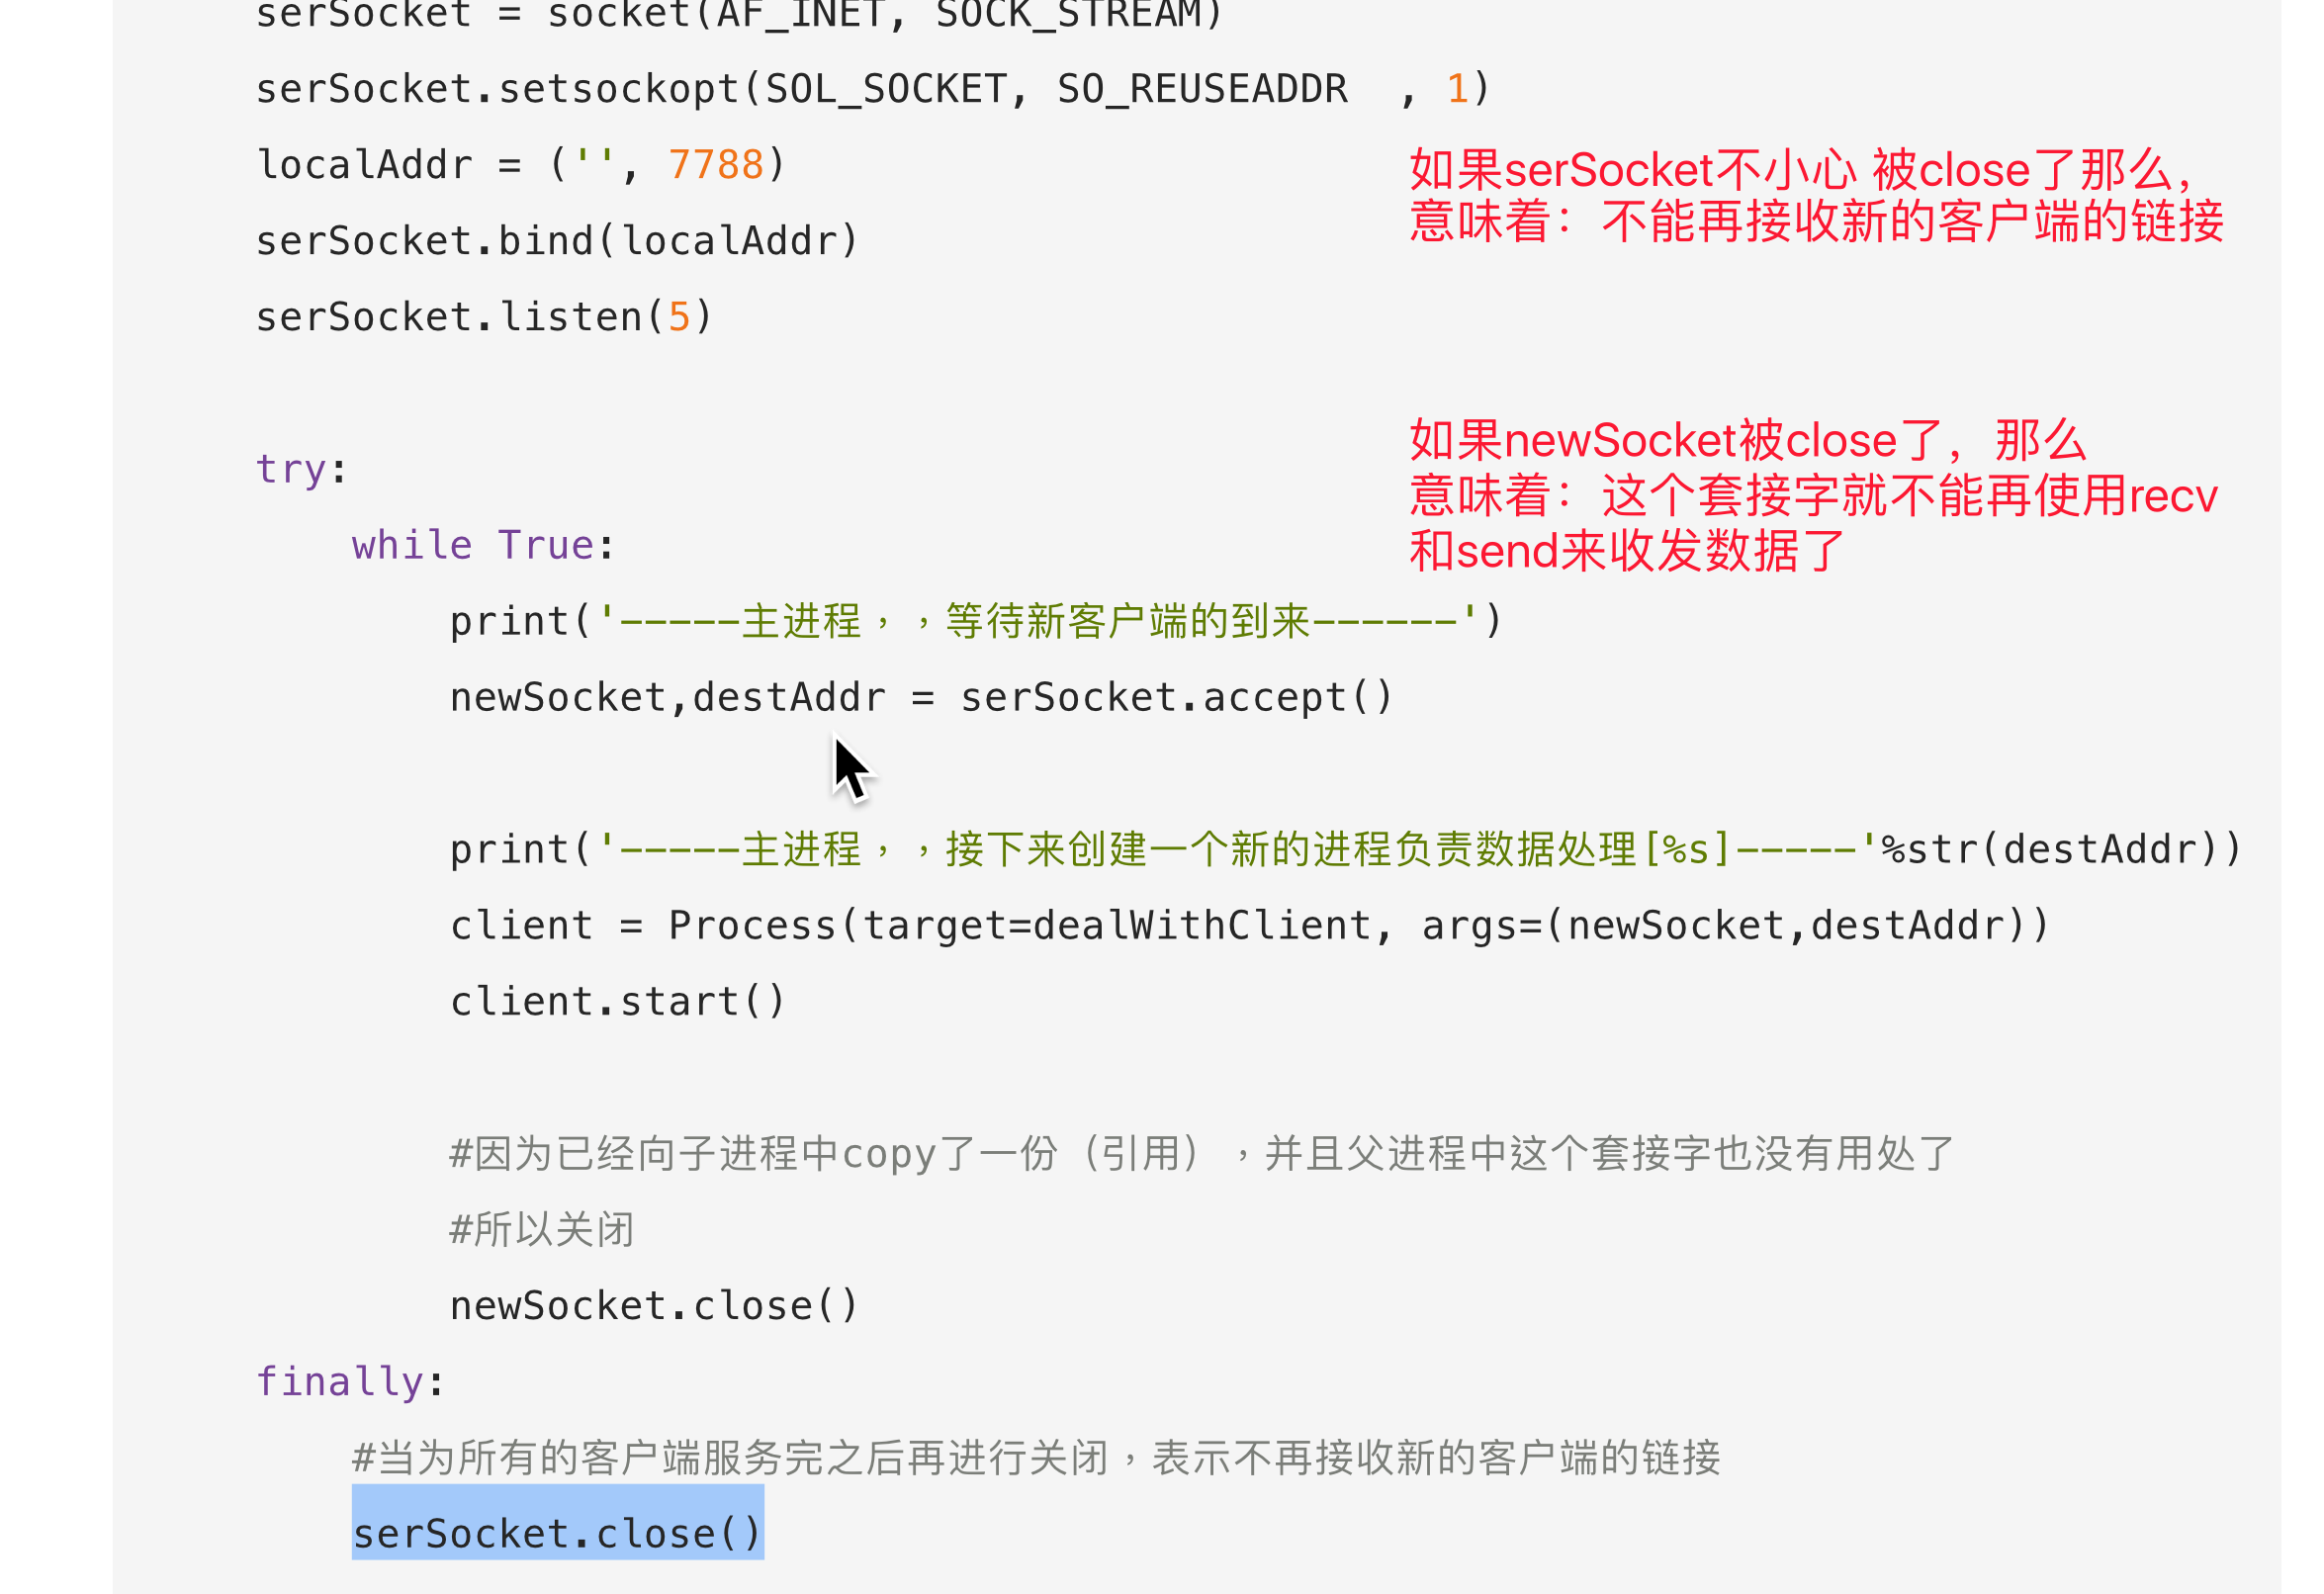 serSocket = socket(AF_INET, SOCK_STREAM)
serSocket.setsockopt(SOL_SOCKET, SO_REUSEADDR  , 1)
localAddr = ('', 7788)
如果serSocket不小心 被close了那么，
意味着：不能再接收新的客户端的链接
serSocket.bind(localAddr)
serSocket.listen(5)
如果newSocket被close了，那么
意味着：这个套接字就不能再使用recv
和send来收发数据了
try:
while True:
print('-----主进程，，等待新客户端的到来------')
newSocket,destAddr = serSocket.accept()
print('-----主进程，，接下来创建一个新的进程负责数据处理[%s]-----'%str(destAddr))
client = Process(target=dealWithClient, args=(newSocket,destAddr))
client.start()
#因为已经向子进程中copy了一份（引用），并且父进程中这个套接字也没有用处了
#所以关闭
newSocket.close()
finally:
#当为所有的客户端服务完之后再进行关闭，表示不再接收新的客户端的链接
serSocket.close()